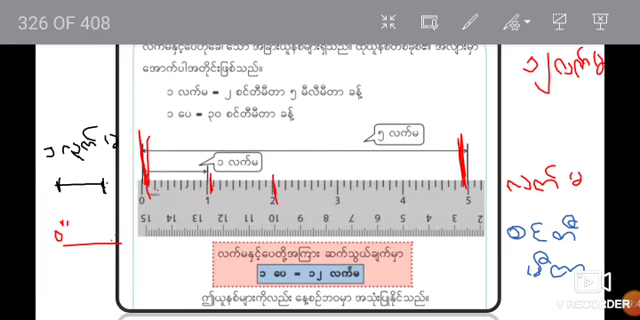 326 OF 408
လက်မနှင့်ပေတို့ခေါ် သော အခြားယူနစ်များရှိသည်။ ထိုယူနစ်တစ်ခုစီ၏ အလျားမှာ
အောက်ပါအတိုင်းဖြစ်သည်။
၁ လက်မ = ၂ စင်တီမီတာ ၅ မီလီမီတာ ခန့်
၁ ပေ = ၃၀ စင်တီမီတာ ခန့်
၅ လက်မ
၁ လက်မ
0 1 2 3 4 5
15 14 13 12 11 10 9 8 7 6 5 4 3 2
လက်မနှင့်ပေတို့အကြား ဆက်သွယ်ချက်မှာ
၁ ပေ = ၁၂ လက်မ
ဤယူနစ်များကိုလည်း နေ့စဉ်ဘဝမှာ အသုံးပြုနိုင်သည်။
လက်မ
စင်တီ
မီတာ
VRECORDER